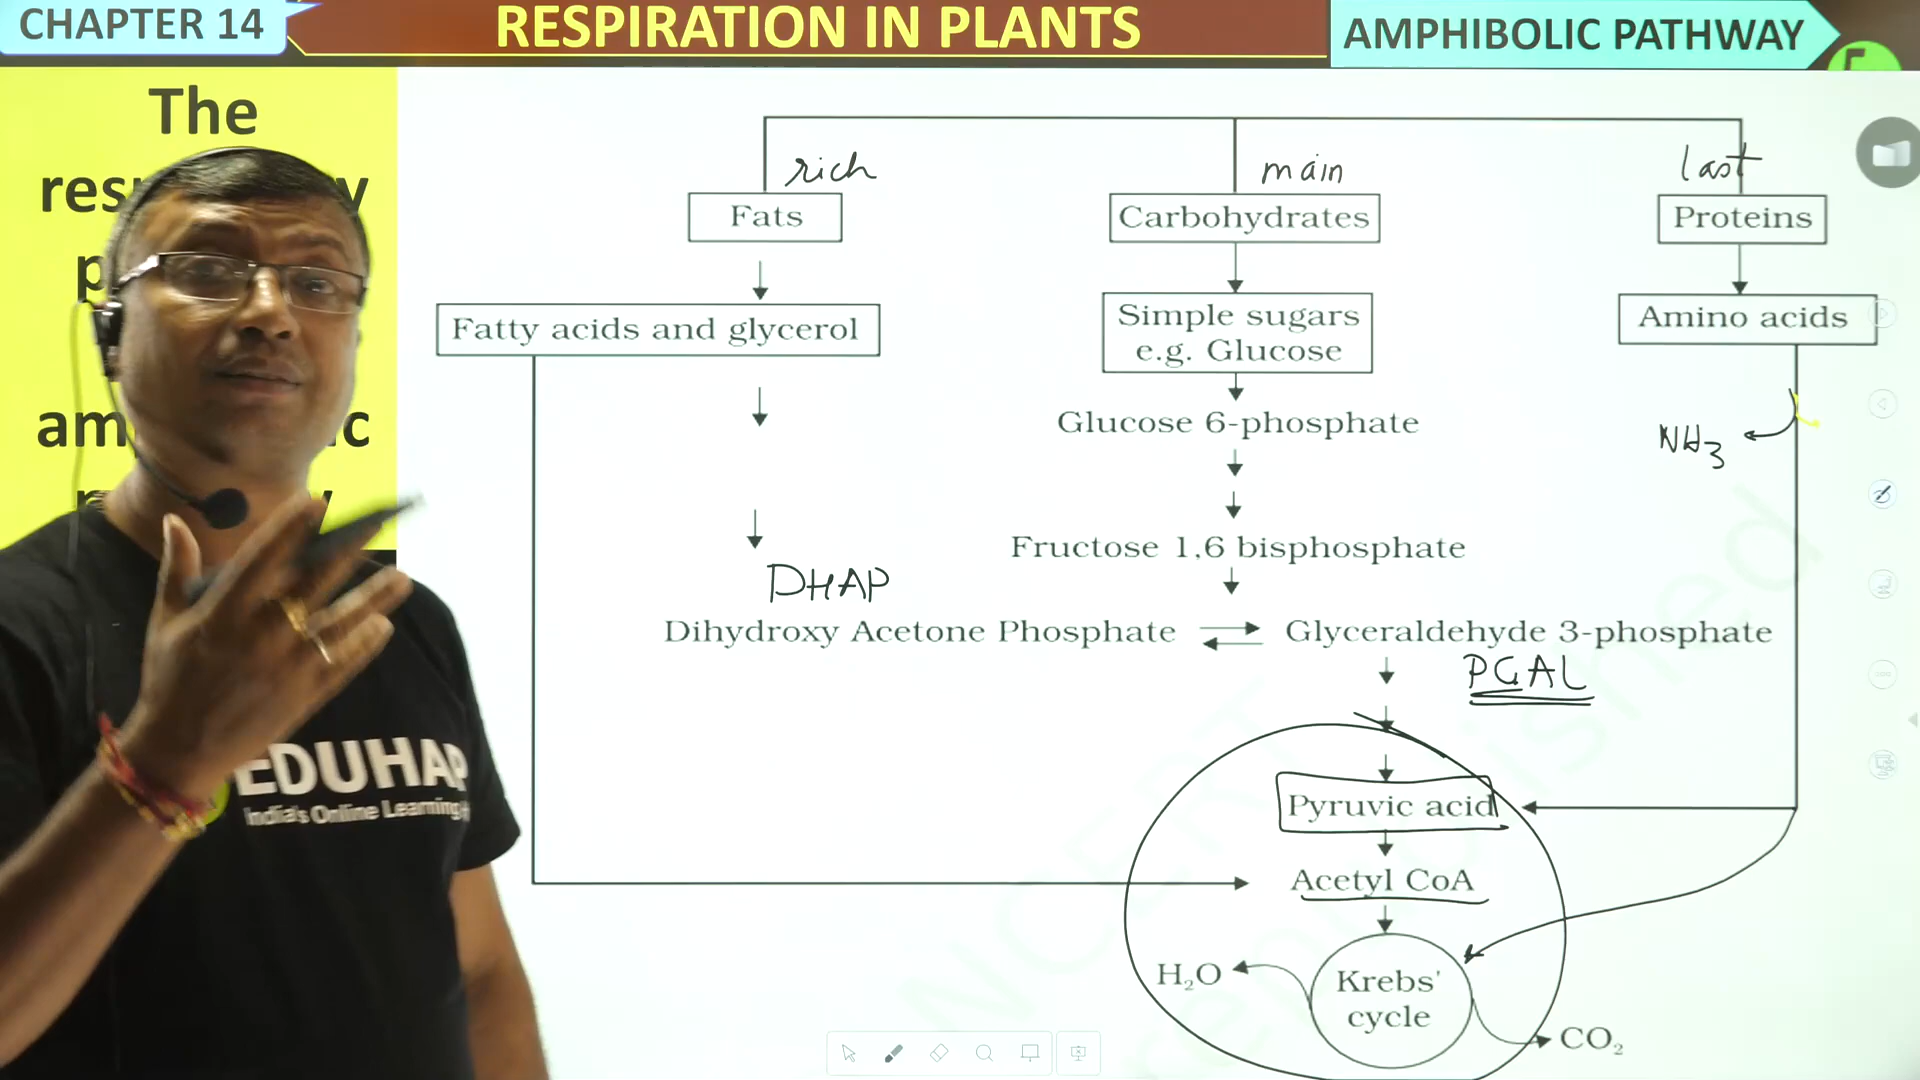 CHAPTER 14
RESPIRATION IN PLANTS
AMPHIBOLIC PATHWAY
The
rich
main
last
Fats
Carbohydrates
Proteins
Fatty acids and glycerol
Simple sugars
e.g. Glucose
Amino acids
Glucose 6-phosphate
NH3
Fructose 1,6 bisphosphate
DHAP
Dihydroxy Acetone Phosphate
Glyceraldehyde 3-phosphate
PGAL
Pyruvic acid
Acetyl CoA
H₂O
Krebs'
cycle
CO₂
EDUHAP
India's Online Learning
NCERT
republished